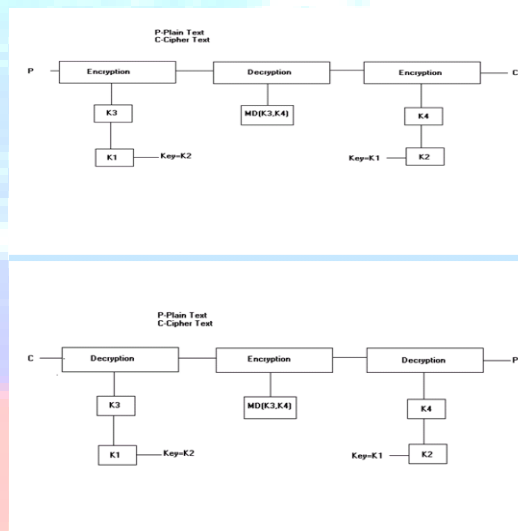 P-Plain Text
C-Cipher Text
P Encryption Decryption Encryption C
K3 MD(K3,K4) K4
K1 Key=K2 Key=K1 K2
P-Plain Text
C-Cipher Text
C Decryption Encryption Decryption P
K3 MD(K3,K4) K4
K1 Key=K2 Key=K1 K2